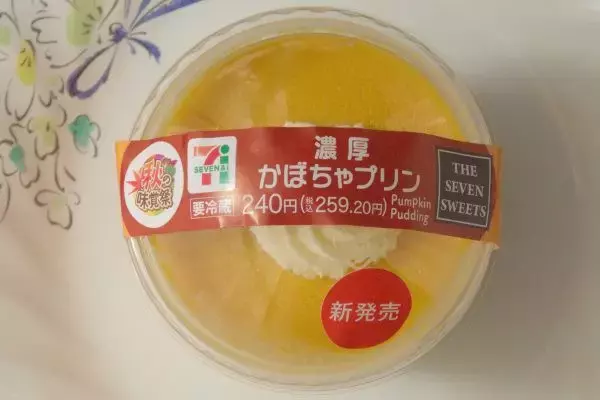 秋の
味覚祭
SEVEN&i
濃厚
かぼちゃプリン
要冷蔵 240円(税込259.20円)
Pumpkin
Pudding
THE
SEVEN
SWEETS
新発売